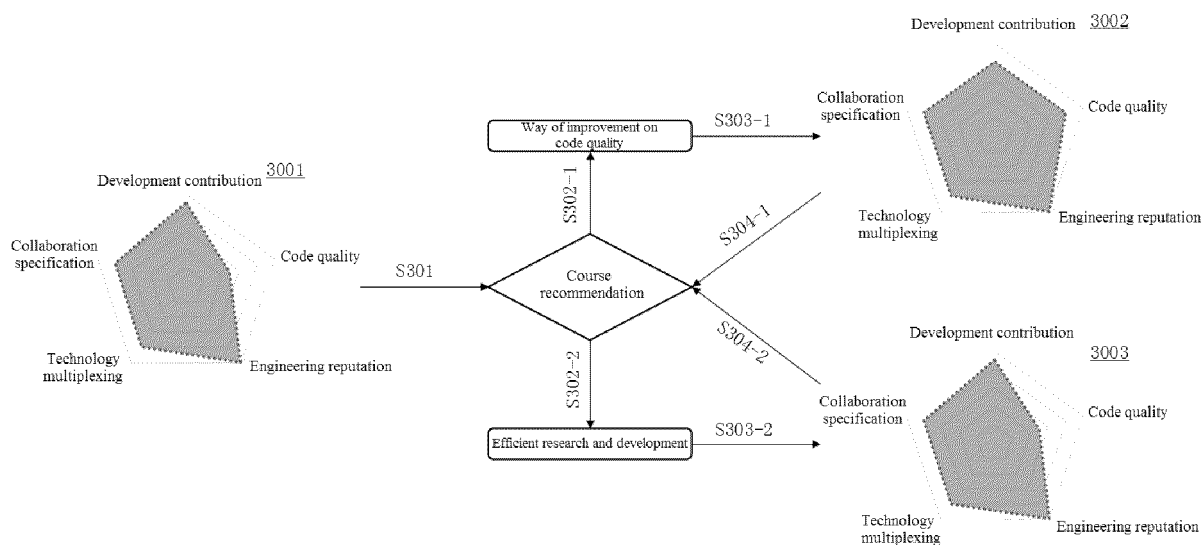 Development contribution
3001
Collaboration
specification
Code quality
Technology
multiplexing
Engineering reputation
S301
Course
recommendation
S302-1
Way of improvement on
code quality
S303-1
S302-2
Efficient research and development
S303-2
Development contribution
3002
Collaboration
specification
Code quality
Technology
multiplexing
Engineering reputation
S304-1
S304-2
Development contribution
3003
Collaboration
specification
Code quality
Technology
multiplexing
Engineering reputation